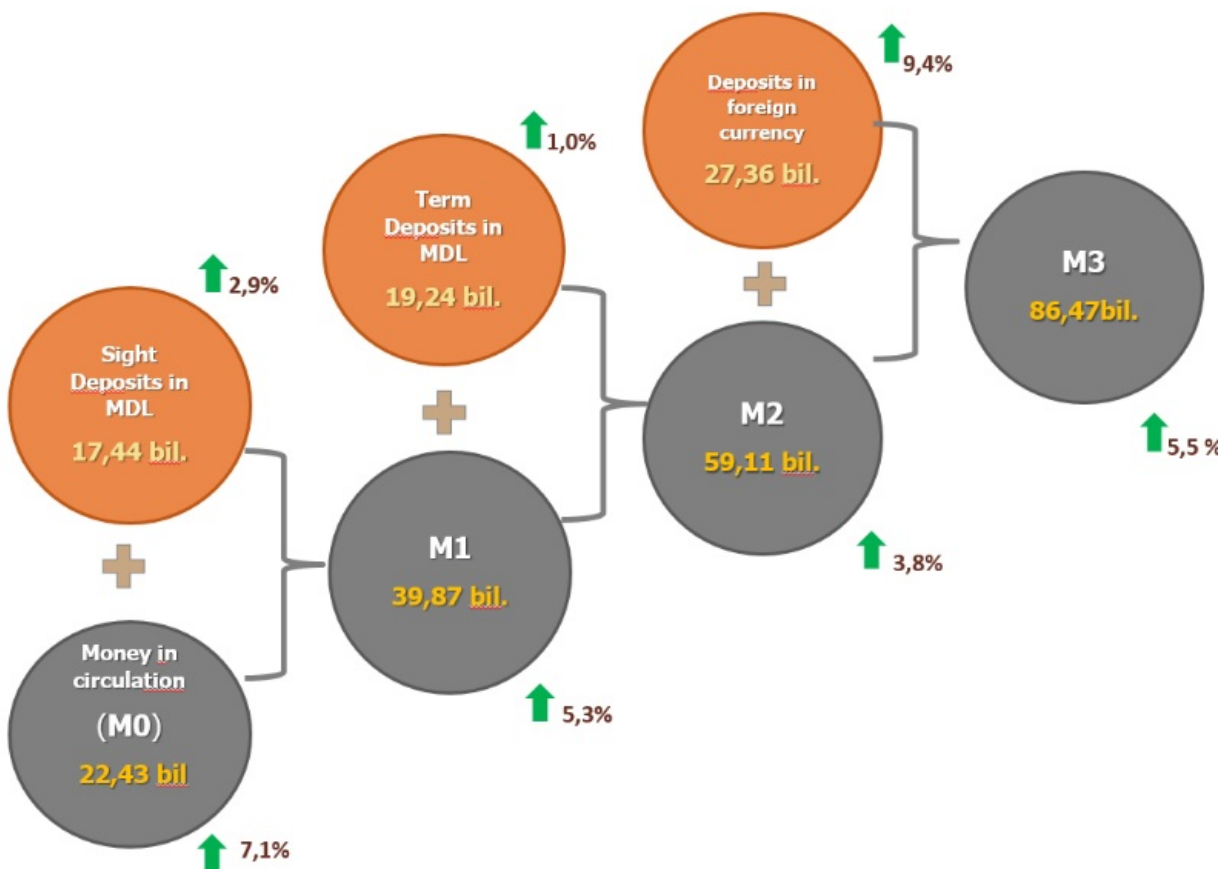 9,4%
Deposits in
foreign
currency
27,36 bil.
1,0%
Term
Deposits in
MDL
19,24 bil.
M3
86,47bil.
5,5 %
2,9%
Sight
Deposits in
MDL
17,44 bil.
M2
59,11 bil.
3,8%
M1
39,87 bil.
5,3%
Money in
circulation
(M0)
22,43 bil
7,1%